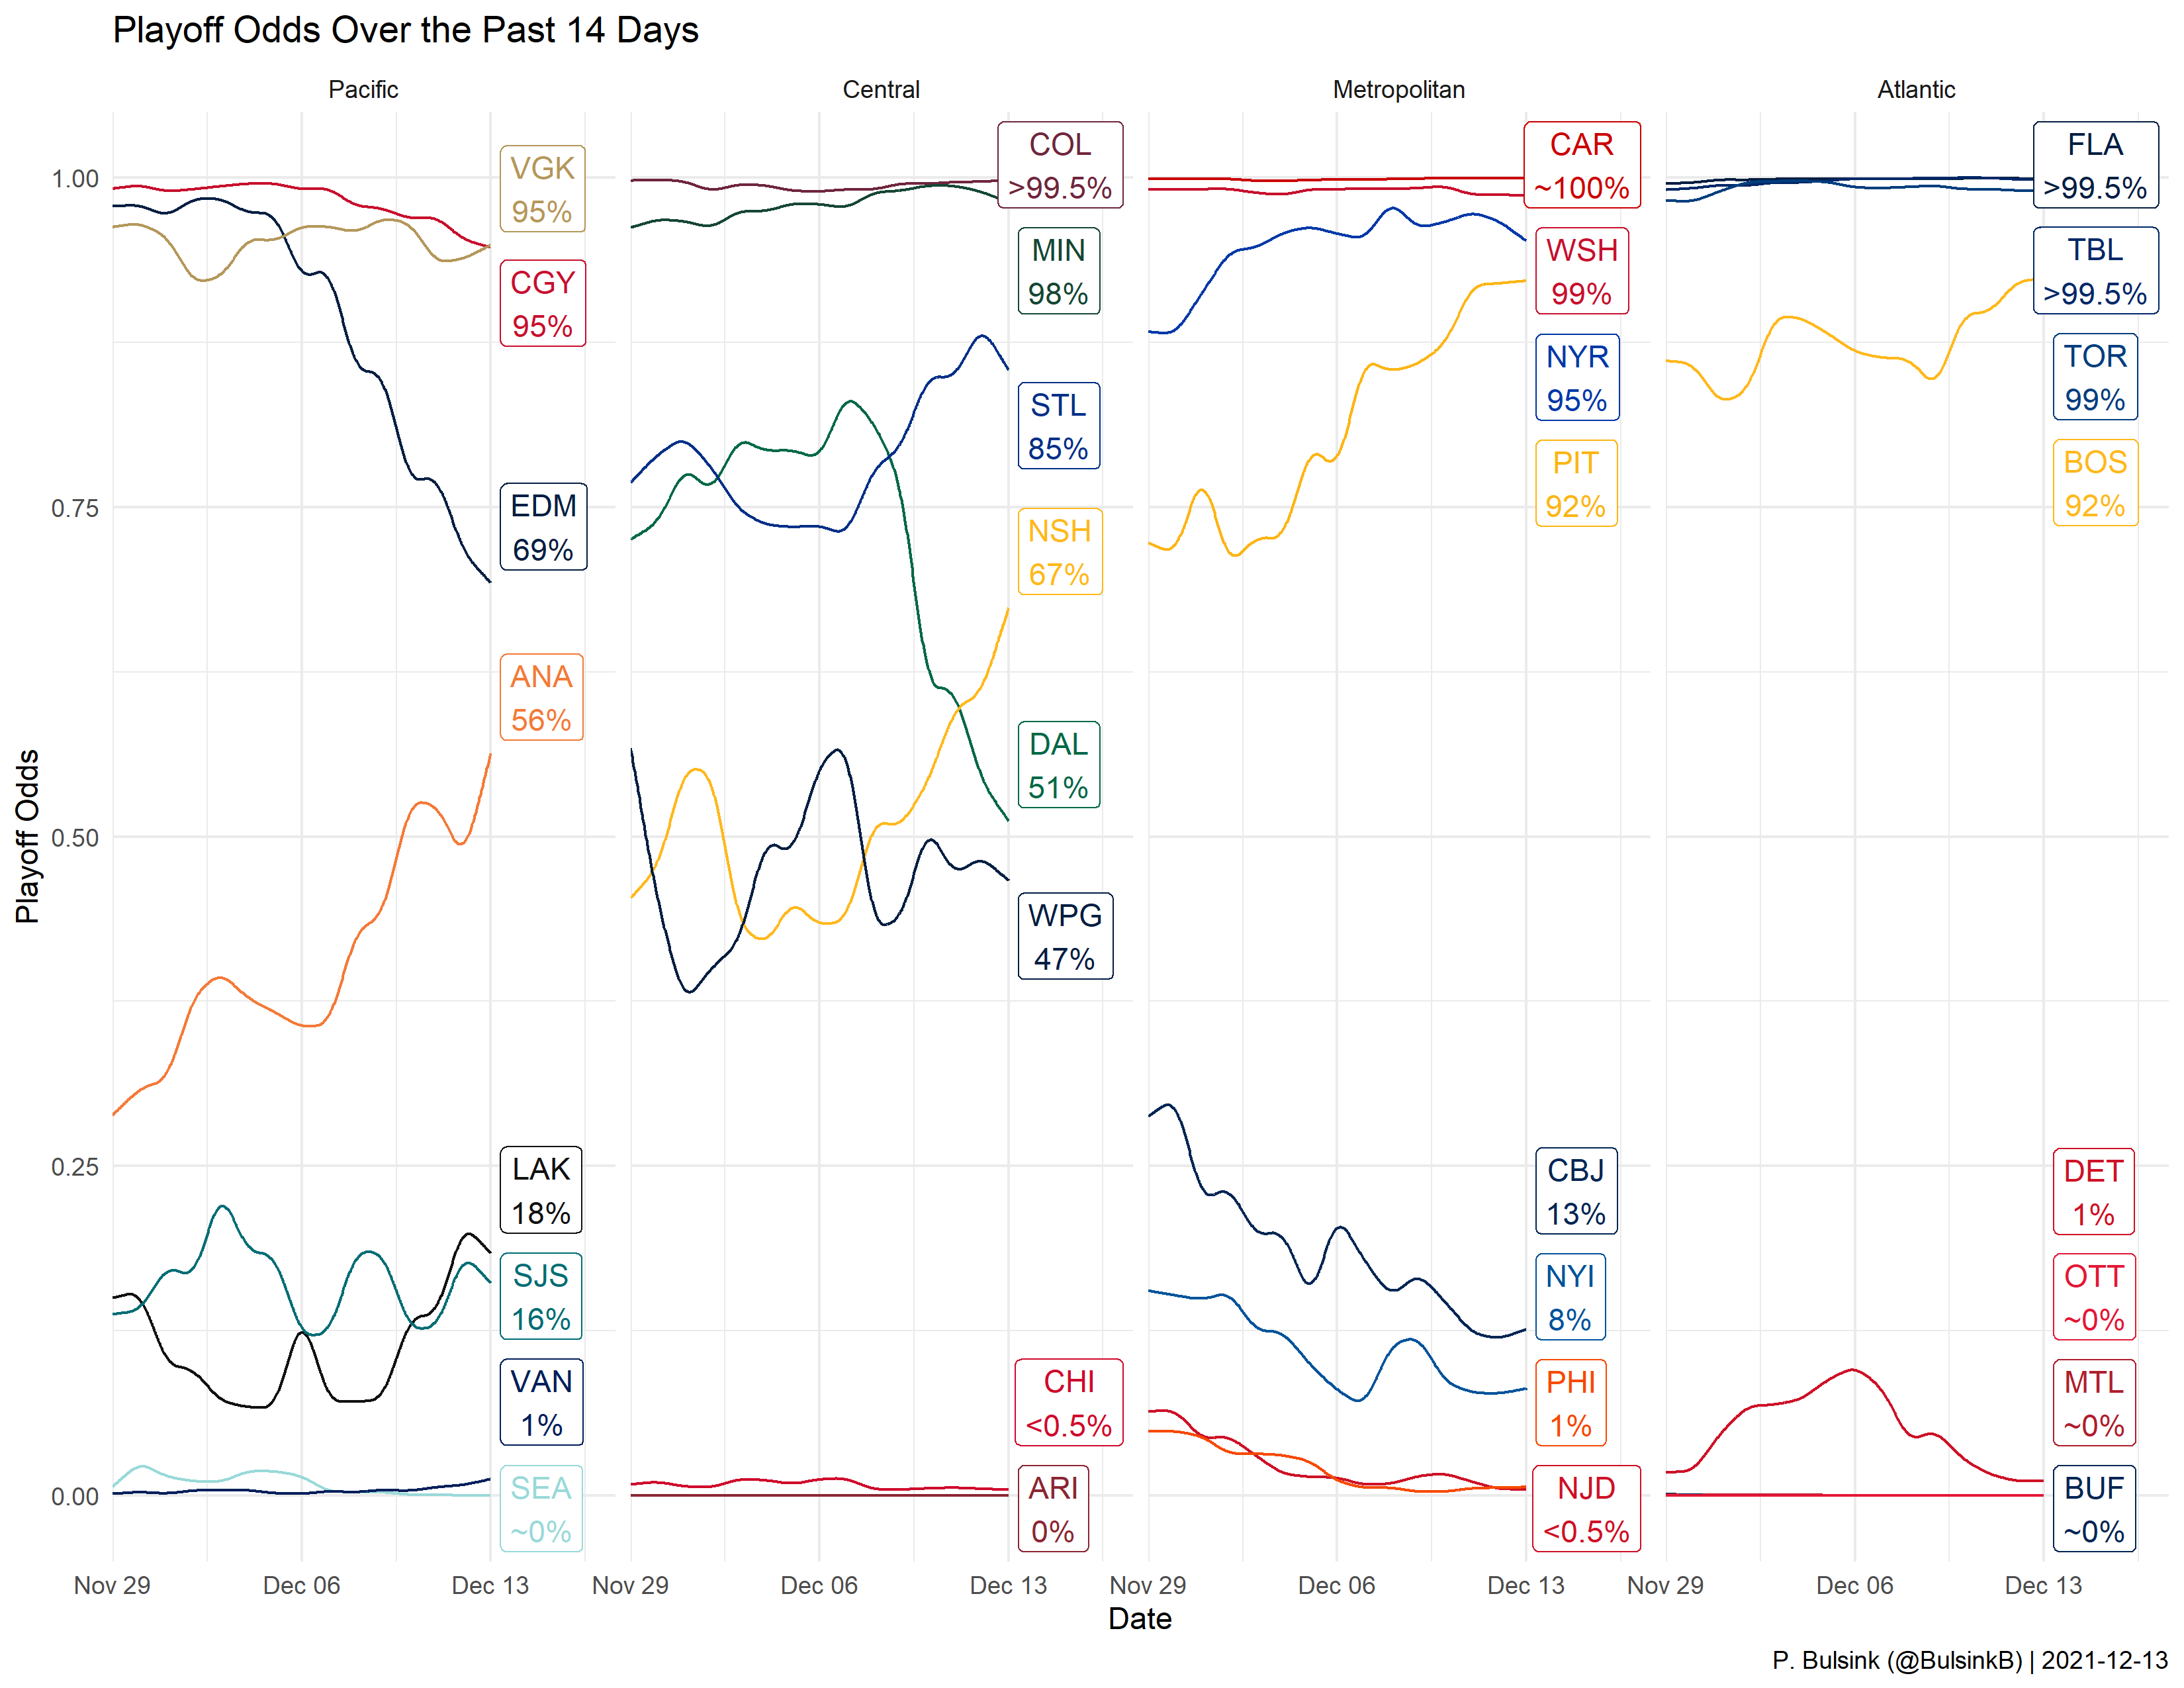 Playoff Odds Over the Past 14 Days
Pacific
Central
Metropolitan
Atlantic
Playoff Odds
1.00
0.75
0.50
0.25
0.00
VGK
95%
CGY
95%
EDM
69%
ANA
56%
LAK
18%
SJS
16%
VAN
1%
SEA
~0%
COL
>99.5%
MIN
98%
STL
85%
NSH
67%
DAL
51%
WPG
47%
CHI
<0.5%
ARI
0%
CAR
~100%
WSH
99%
NYR
95%
PIT
92%
CBJ
13%
NYI
8%
PHI
1%
NJD
<0.5%
FLA
>99.5%
TBL
>99.5%
TOR
99%
BOS
92%
DET
1%
OTT
~0%
MTL
~0%
BUF
~0%
Nov 29 Dec 06 Dec 13 Nov 29 Dec 06 Dec 13 Nov 29 Dec 06 Dec 13 Nov 29 Dec 06 Dec 13
Date
P. Bulsink (@BulsinkB) | 2021-12-13